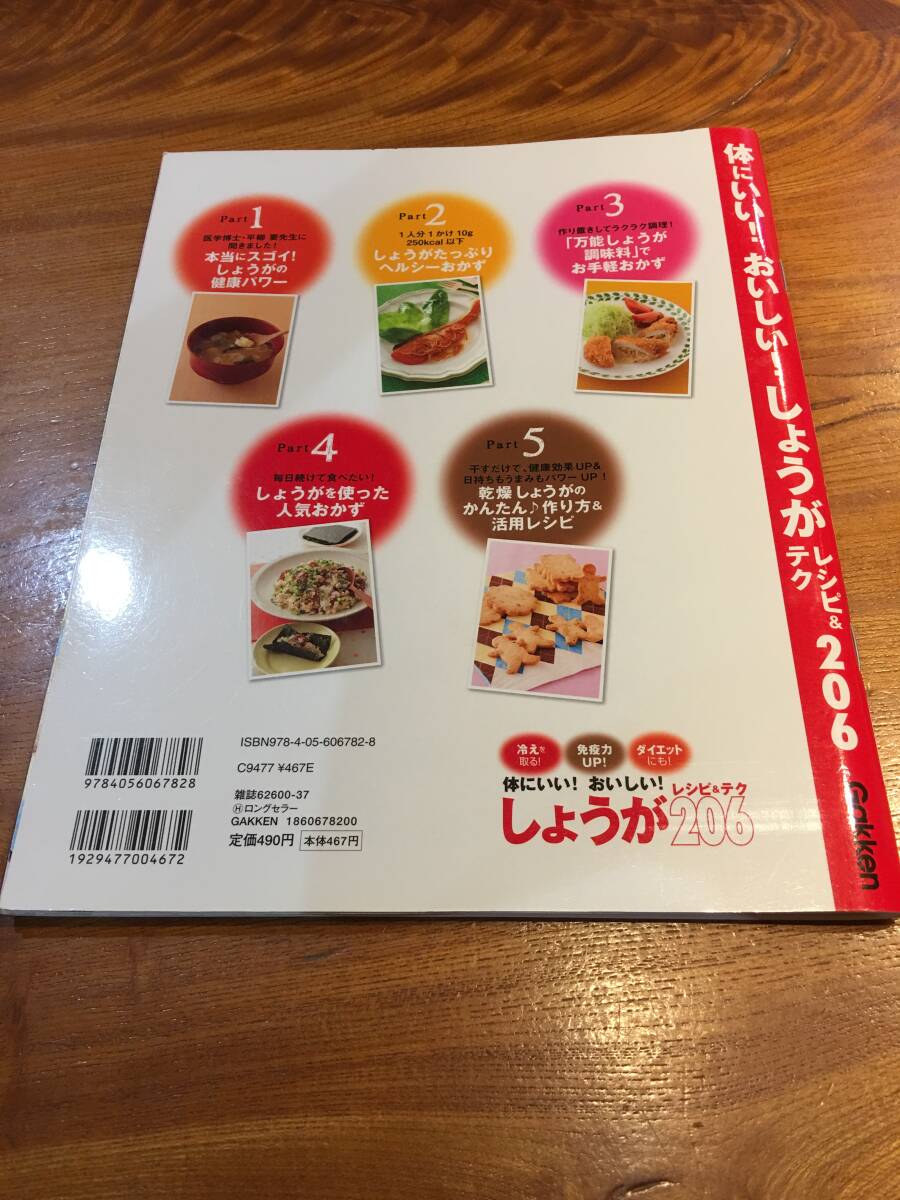 Part 1
医学博士・平柳 要先生に
聞きました！
本当にスゴイ！
しょうがの
健康パワー
Part 2
1人分1かけ10g
250kcal以下
しょうがたっぷり
ヘルシーおかず
Part 3
作り置きしてラクラク調理！
「万能しょうが
調味料」で
お手軽おかず
Part 4
毎日続けて食べたい！
しょうがを使った
人気おかず
Part 5
干すだけで、健康効果UP&
日持ちもうまみもパワーUP！
乾燥しょうがの
かんたん♪作り方&
活用レシピ
9784056067828
1929477004672
ISBN978-4-05-606782-8
C9477 ¥467E
雑誌62600-37
Ⓗロングセラー
GAKKEN 1860678200
定価490円 本体467円
冷えを
取る！
免疫力
UP！
ダイエット
にも！
体にいい！ おいしい！
しょうがレシピ&テク206
体にいい！おいしい！しょうがレシピ&テク206
Gakken